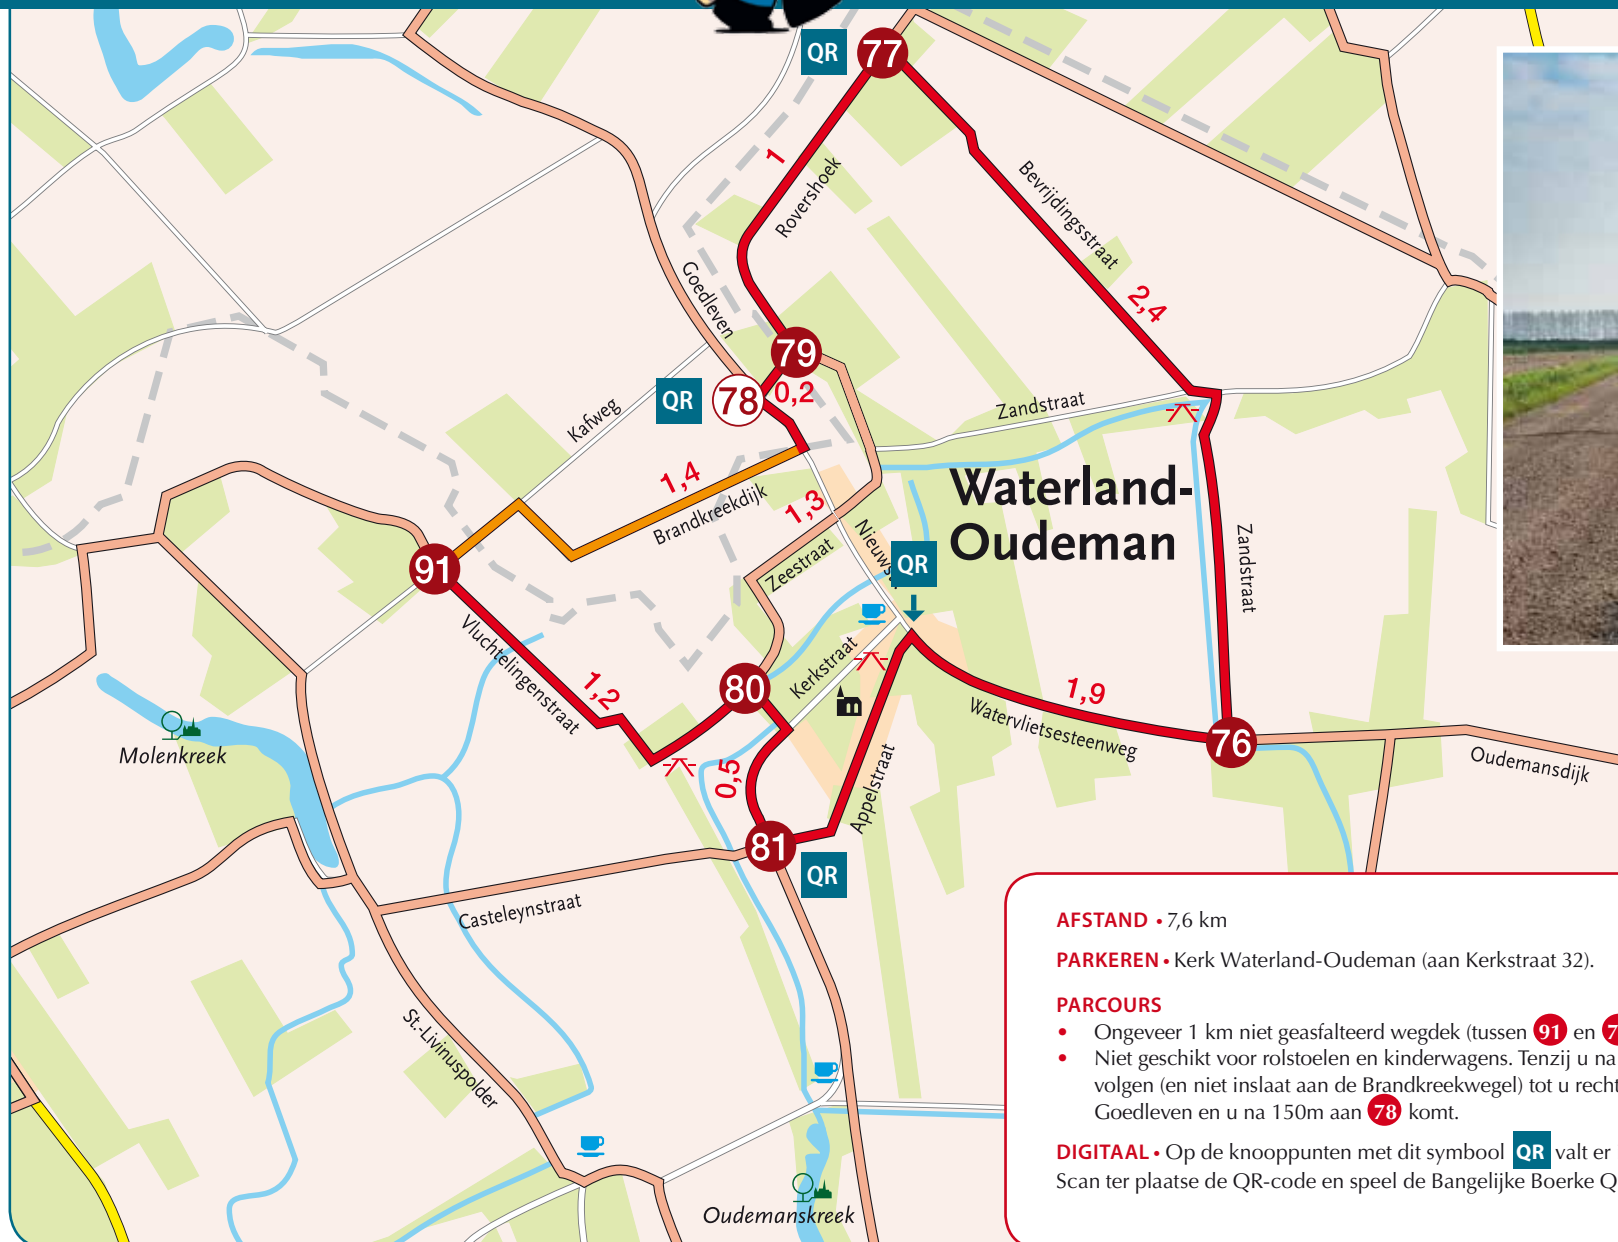 QR
77
1
Rovershoek
Bevrijdingsstraat
2,4
Goedleven
79
0,2
QR
78
Kafweg
Zandstraat
1,4
Brandkreekdijk
1,3
Waterland-
Oudeman
Zeestraat
QR
Zandstraat
91
Vluchtelingenstraat
1,2
80
Kerkstraat
1,9
Watervlietsesteenweg
76
Oudemansdijk
Molenkreek
0,5
Appelstraat
81
QR
Casteleynstraat
St.-Livinuspolder
Oudemanskreek
AFSTAND • 7,6 km
PARKEREN • Kerk Waterland-Oudeman (aan Kerkstraat 32).
PARCOURS
• Ongeveer 1 km niet geasfalteerd wegdek (tussen 91 en 7
• Niet geschikt voor rolstoelen en kinderwagens. Tenzij u na
volgen (en niet inslaat aan de Brandkreekwegel) tot u recht
Goedleven en u na 150m aan 78 komt.
DIGITAAL • Op de knooppunten met dit symbool QR valt er
Scan ter plaatse de QR-code en speel de Bangelijke Boerke Q